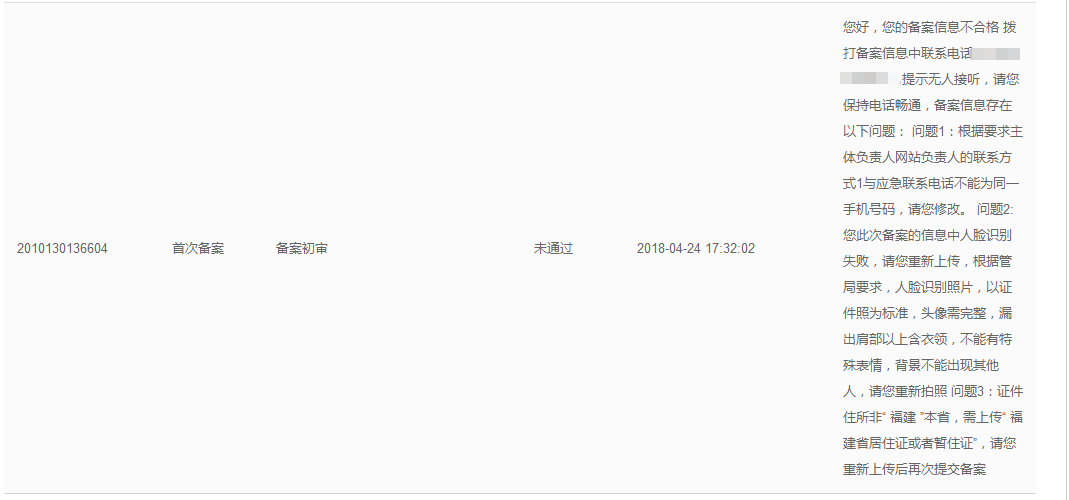 您好，您的备案信息不合格 拨
打备案信息中联系电话
,提示无人接听，请您
保持电话畅通，备案信息存在
以下问题： 问题1：根据要求主
体负责人网站负责人的联系方
式1与应急联系电话不能为同一
手机号码，请您修改。 问题2:
2010130136604 首次备案 备案初审 未通过 2018-04-24 17:32:02
您此次备案的信息中人脸识别
失败，请您重新上传，根据管
局要求，人脸识别照片，以证
件照为标准，头像需完整，漏
出肩部以上含衣领，不能有特
殊表情，背景不能出现其他
人，请您重新拍照 问题3：证件
住所非“ 福建 ”本省，需上传“ 福
建省居住证或者暂住证”，请您
重新上传后再次提交备案